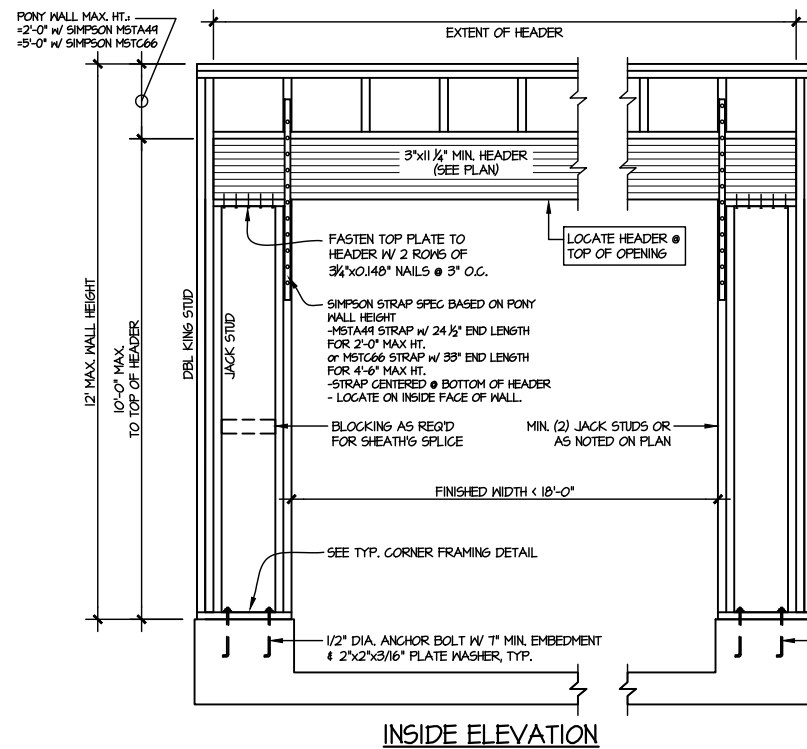 PONY WALL MAX. HT.:
=2'-0" W/ SIMPSON MSTA49
=5'-0" W/ SIMPSON MSTC66
EXTENT OF HEADER
3"x11 1/4" MIN. HEADER
(SEE PLAN)
FASTEN TOP PLATE TO
HEADER W/ 2 ROWS OF
3/4"x0.148" NAILS @ 3" O.C.
LOCATE HEADER @
TOP OF OPENING
SIMPSON STRAP SPEC BASED ON PONY
WALL HEIGHT
-MSTA49 STRAP w/ 24 1/2" END LENGTH
FOR 2'-0" MAX HT.
or MSTC66 STRAP w/ 33" END LENGTH
FOR 4'-6" MAX HT.
-STRAP CENTERED @ BOTTOM OF HEADER
- LOCATE ON INSIDE FACE OF WALL.
12' MAX. WALL HEIGHT
10'-0" MAX.
TO TOP OF HEADER
DBL KING STUD
JACK STUD
BLOCKING AS REQ'D
FOR SHEATH'G SPLICE
MIN. (2) JACK STUDS OR
AS NOTED ON PLAN
FINISHED WIDTH < 18'-0"
SEE TYP. CORNER FRAMING DETAIL
1/2" DIA. ANCHOR BOLT W/ 7" MIN. EMBEDMENT
& 2"x2"x3/16" PLATE WASHER, TYP.
INSIDE ELEVATION